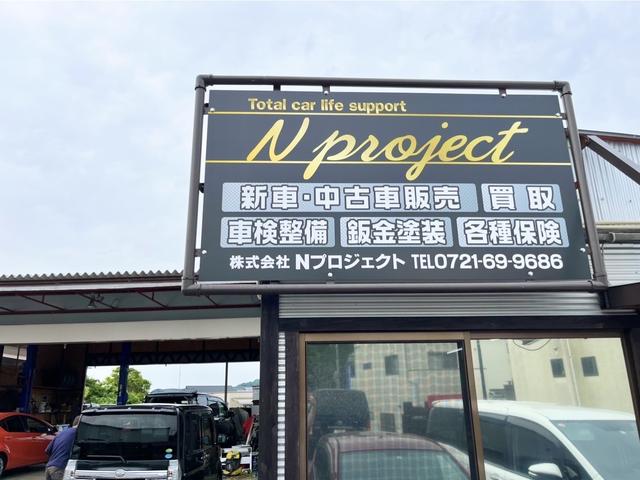 Total car life support
N project
新車・中古車販売 買取
車検整備 鈑金塗装 各種保険
株式会社 Nプロジェクト TEL0721-69-9686